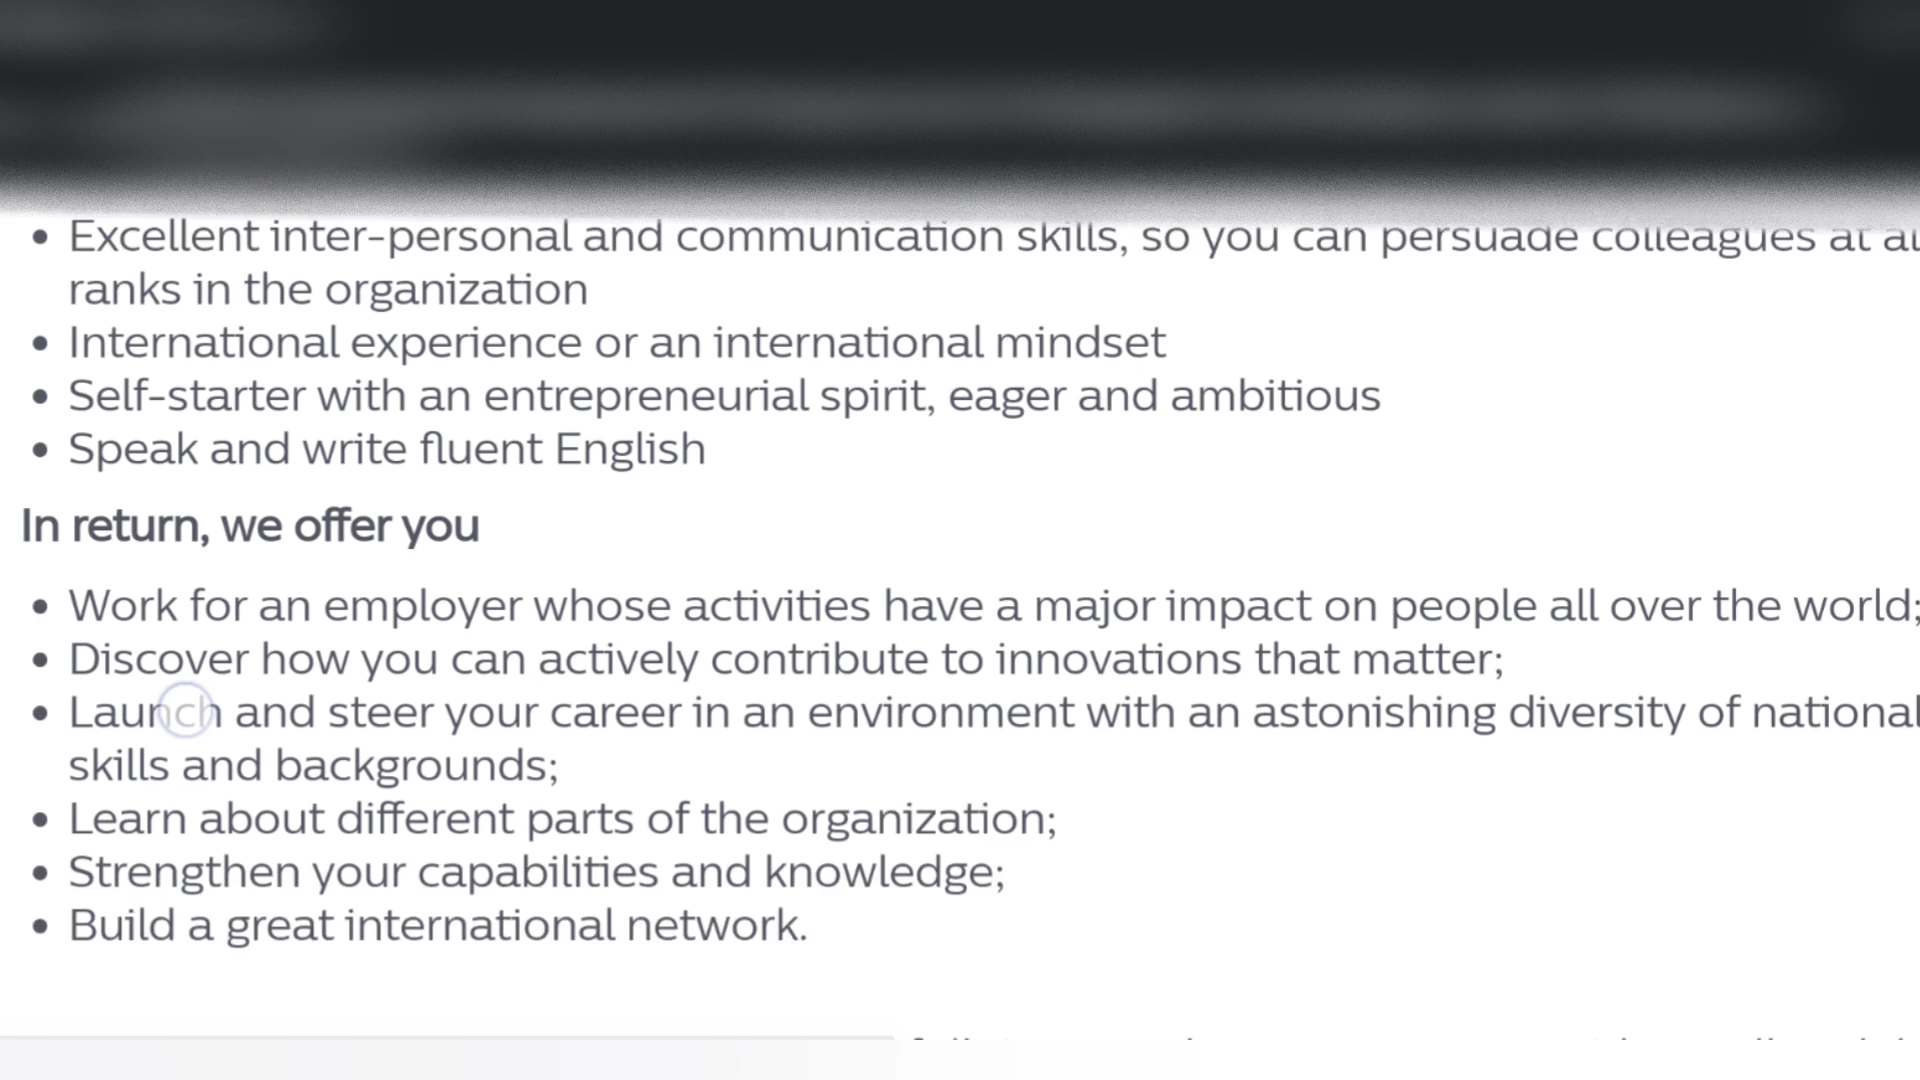 Excellent inter-personal and communication skills, so you can persuade colleagues at
ranks in the organization
International experience or an international mindset
Self-starter with an entrepreneurial spirit, eager and ambitious
Speak and write fluent English
In return, we offer you
Work for an employer whose activities have a major impact on people all over the world;
Discover how you can actively contribute to innovations that matter;
Launch and steer your career in an environment with an astonishing diversity of national
skills and backgrounds;
Learn about different parts of the organization;
Strengthen your capabilities and knowledge;
Build a great international network.